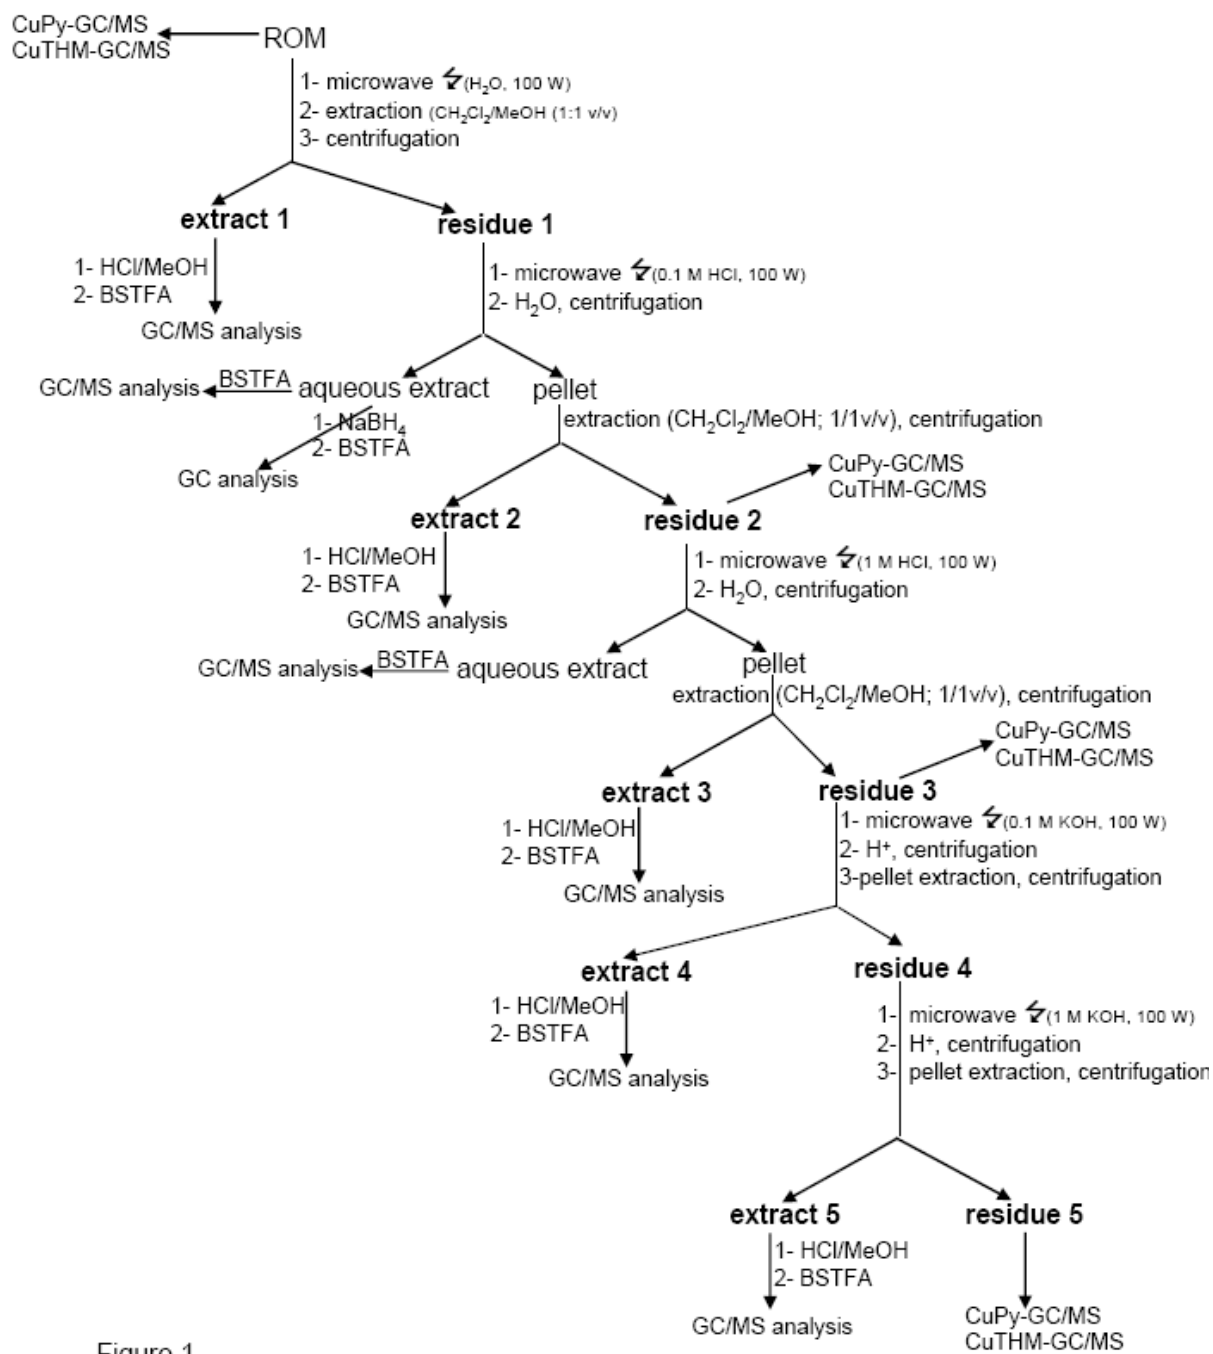 CuPy-GC/MS
CuTHM-GC/MS
ROM
1- microwave (H₂O, 100 W)
2- extraction (CH₂Cl₂/MeOH (1:1 v/v)
3- centrifugation
extract 1
residue 1
1- HCl/MeOH
2- BSTFA
GC/MS analysis
1- microwave (0.1 M HCl, 100 W)
2- H₂O, centrifugation
GC/MS analysis BSTFA aqueous extract
pellet
1- NaBH₄
2- BSTFA
GC analysis
extraction (CH₂Cl₂/MeOH; 1/1v/v), centrifugation
CuPy-GC/MS
CuTHM-GC/MS
extract 2
residue 2
1- HCl/MeOH
2- BSTFA
GC/MS analysis
1- microwave (1 M HCl, 100 W)
2- H₂O, centrifugation
GC/MS analysis BSTFA aqueous extract
pellet
extraction (CH₂Cl₂/MeOH; 1/1v/v), centrifugation
CuPy-GC/MS
CuTHM-GC/MS
extract 3
residue 3
1- HCl/MeOH
2- BSTFA
GC/MS analysis
1- microwave (0.1 M KOH, 100 W)
2- H⁺, centrifugation
3-pellet extraction, centrifugation
extract 4
residue 4
1- HCl/MeOH
2- BSTFA
GC/MS analysis
1- microwave (1 M KOH, 100 W)
2- H⁺, centrifugation
3- pellet extraction, centrifugation
extract 5
residue 5
1- HCl/MeOH
2- BSTFA
GC/MS analysis
CuPy-GC/MS
CuTHM-GC/MS
Figure 1